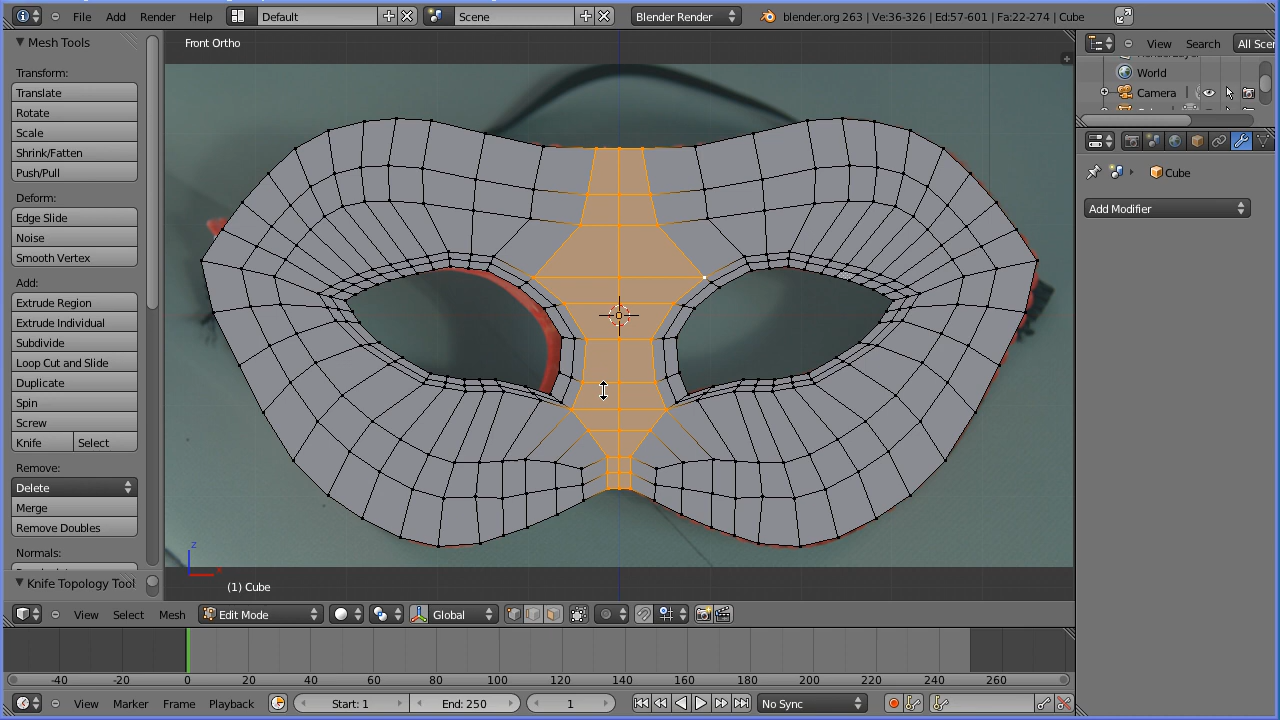 File Add Render Help Default Scene Blender Render blender.org 263 | Ve:36-326 | Ed:57-601 | Fa:22-274 | Cube
Mesh Tools
Transform:
Translate
Rotate
Scale
Shrink/Fatten
Push/Pull
Deform:
Edge Slide
Noise
Smooth Vertex
Add:
Extrude Region
Extrude Individual
Subdivide
Loop Cut and Slide
Duplicate
Spin
Screw
Knife Select
Remove:
Delete
Merge
Remove Doubles
Normals:
Knife Topology Tool
Front Ortho
z
(1) Cube
View Search All Scen
World
Camera
Cube
Add Modifier
View Select Mesh Edit Mode Global
-40 -20 0 20 40 60 80 100 120 140 160 180 200 220 240 260
View Marker Frame Playback Start: 1 End: 250 1 No Sync